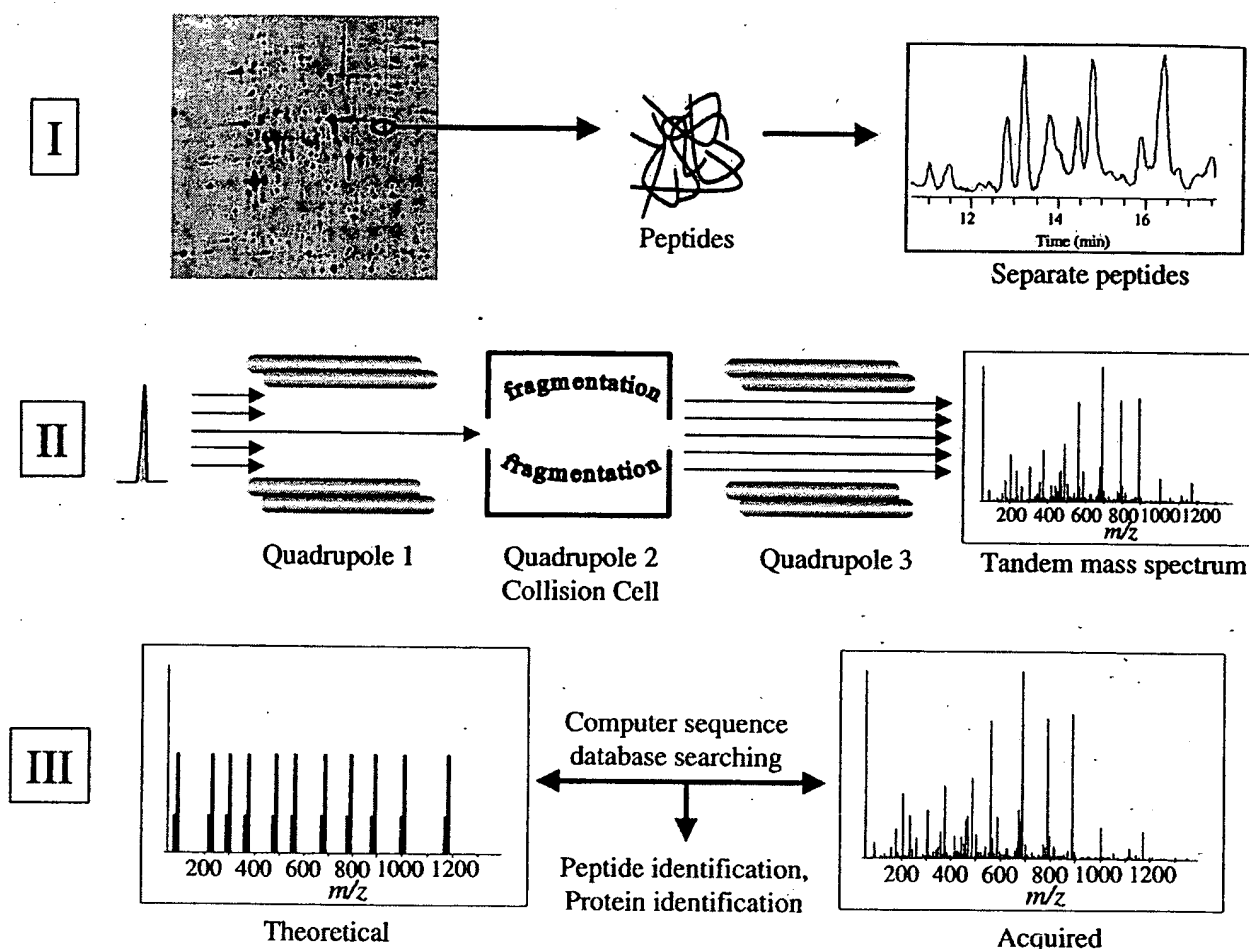 I
Peptides
12
14
16
Time (min)
Separate peptides
II
fragmentation
fragmentation
200 400 600 800 1000 1200
m/z
Quadrupole 1
Quadrupole 2
Collision Cell
Quadrupole 3
Tandem mass spectrum
III
200 400 600 800 1000 1200
m/z
Theoretical
Computer sequence
database searching
Peptide identification,
Protein identification
200 400 600 800 1000 1200
m/z
Acquired